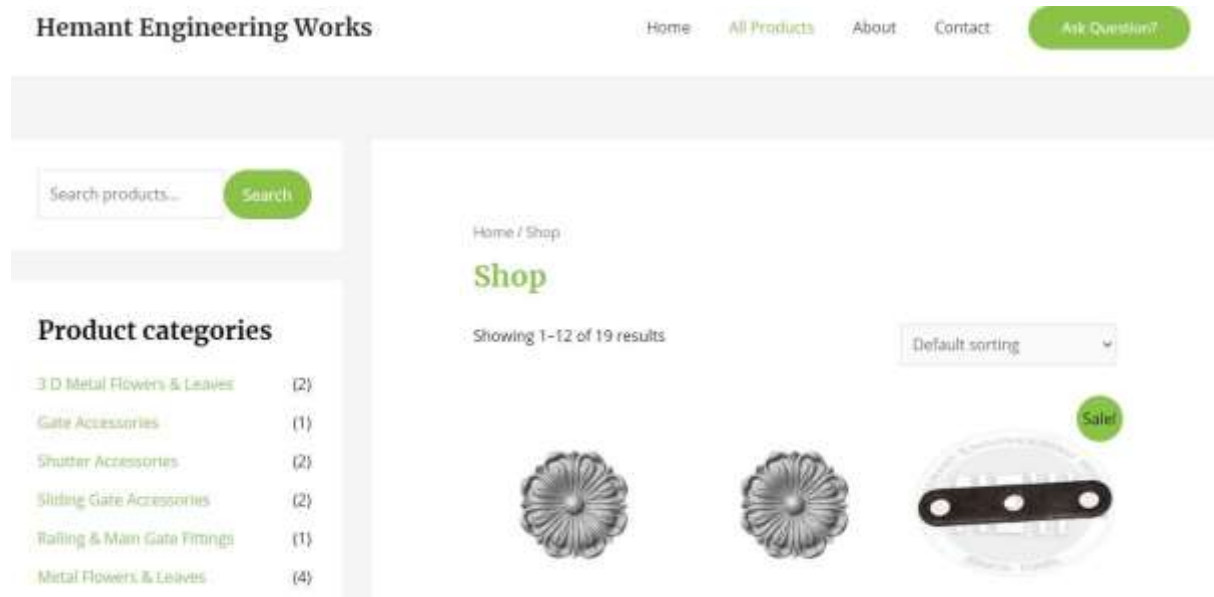 Hemant Engineering Works
Home All Products About Contact Ask Question?
Search products... Search
Home / Shop
Shop
Showing 1–12 of 19 results
Default sorting
Product categories
3 D Metal Flowers & Leaves (2)
Gate Accessories (1)
Shutter Accessories (2)
Sliding Gate Accessories (2)
Railing & Main Gate Fittings (1)
Metal Flowers & Leaves (4)
Sale!